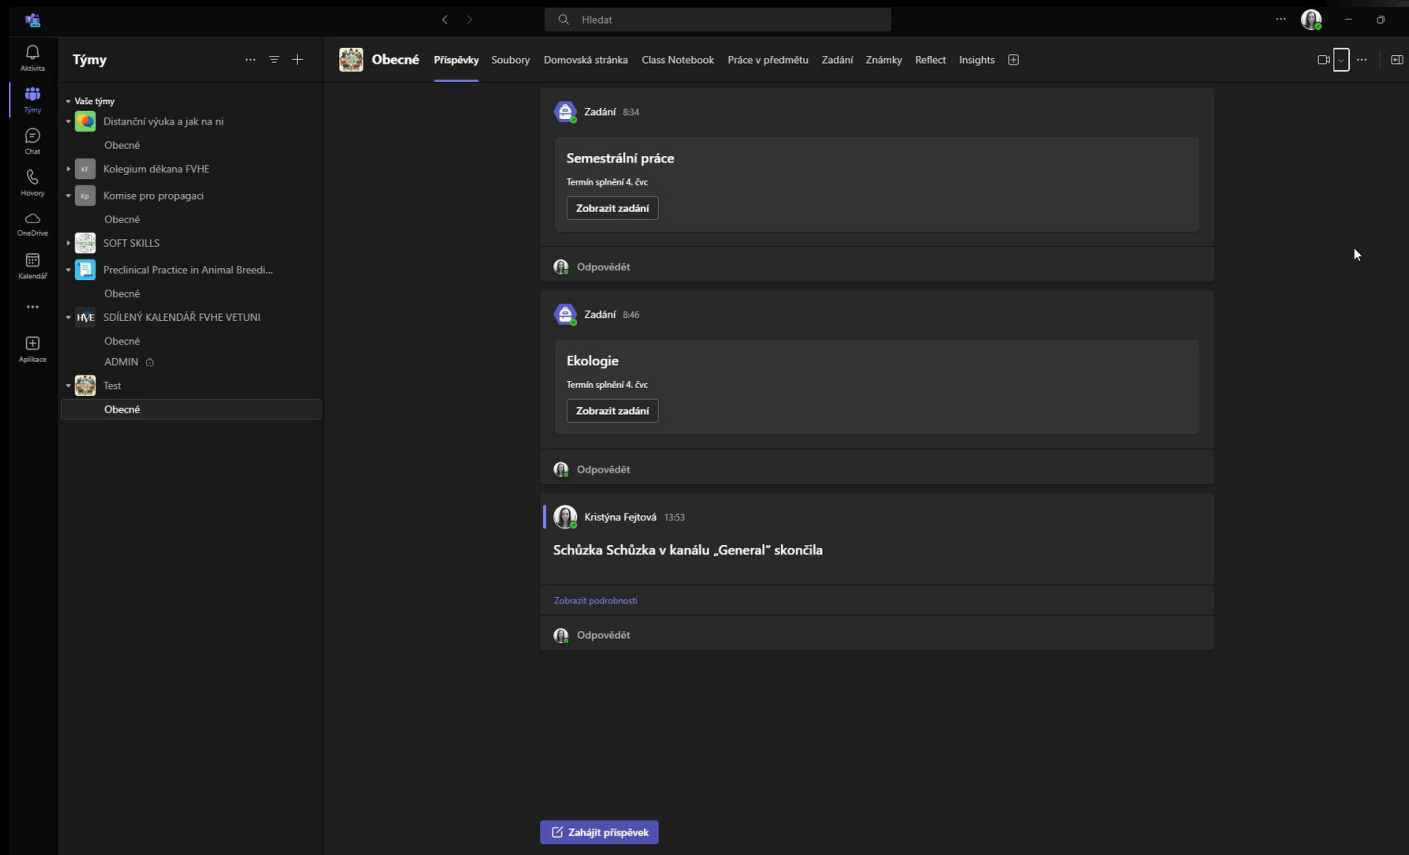 Hledat
Aktivita
Týmy
Chat
Hovory
OneDrive
Kalendář
Aplikace
Týmy
Vaše týmy
Distanční výuka a jak na ni
Obecné
KF Kolegium děkana FVHE
Kp Komise pro propagaci
Obecné
SOFT SKILLS
Preclinical Practice in Animal Breedi...
Obecné
HVE SDÍLENÝ KALENDÁŘ FVHE VETUNI
Obecné
ADMIN
Test
Obecné
Obecné Příspěvky Soubory Domovská stránka Class Notebook Práce v předmětu Zadání Známky Reflect Insights
Zadání 8:34
Semestrální práce
Termín splnění 4. čvc
Zobrazit zadání
Odpovědět
Zadání 8:46
Ekologie
Termín splnění 4. čvc
Zobrazit zadání
Odpovědět
Kristýna Fejtová 13:53
Schůzka Schůzka v kanálu „General“ skončila
Zobrazit podrobnosti
Odpovědět
Zahájit příspěvek